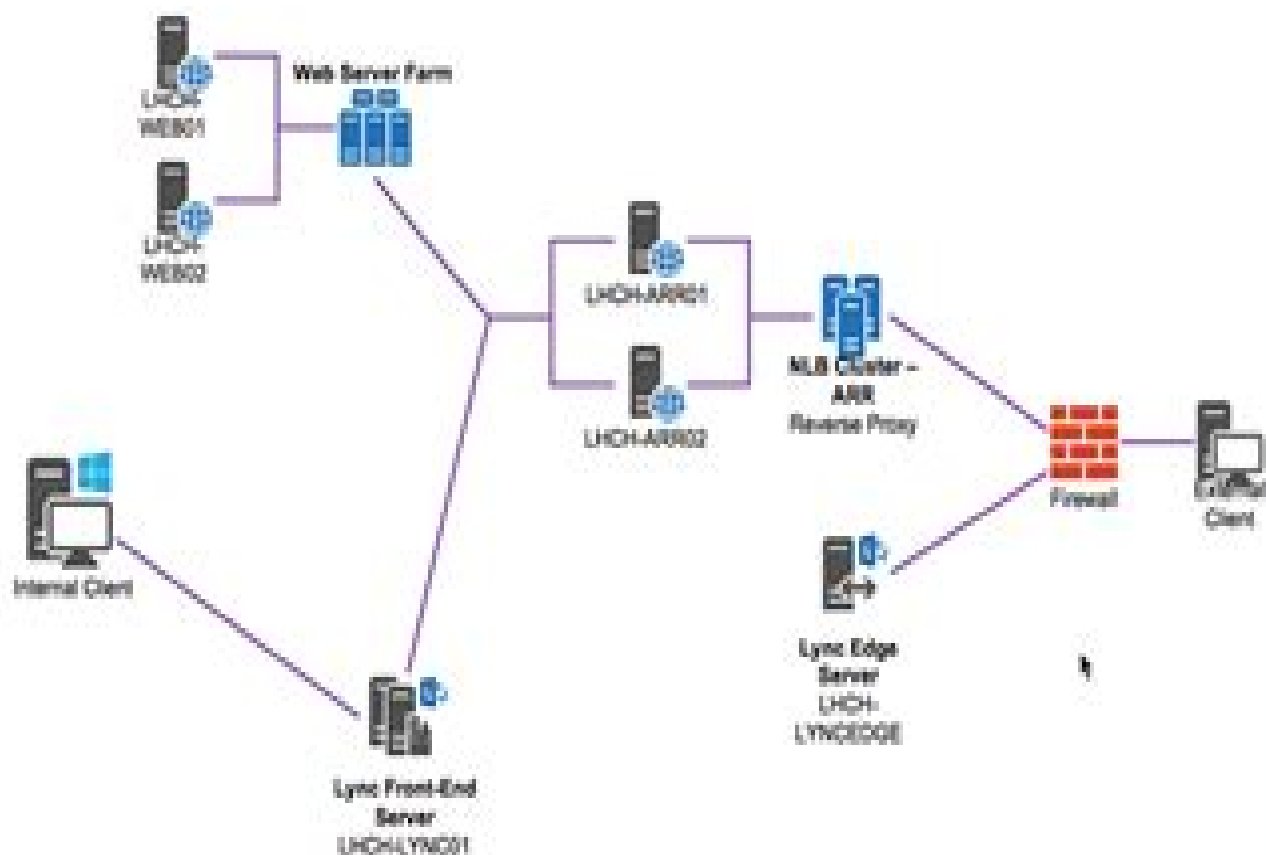 LHCH-
WEB01
Web Server Farm
LHCH-
WEB02
LHCH-ARR01
LHCH-ARR02
NLB Cluster –
ARR
Reverse Proxy
Firewall
External
Client
Internal Client
Lync Edge
Server
LHCH-
LYNCEDGE
Lync Front-End
Server
LHCH-LYNC01